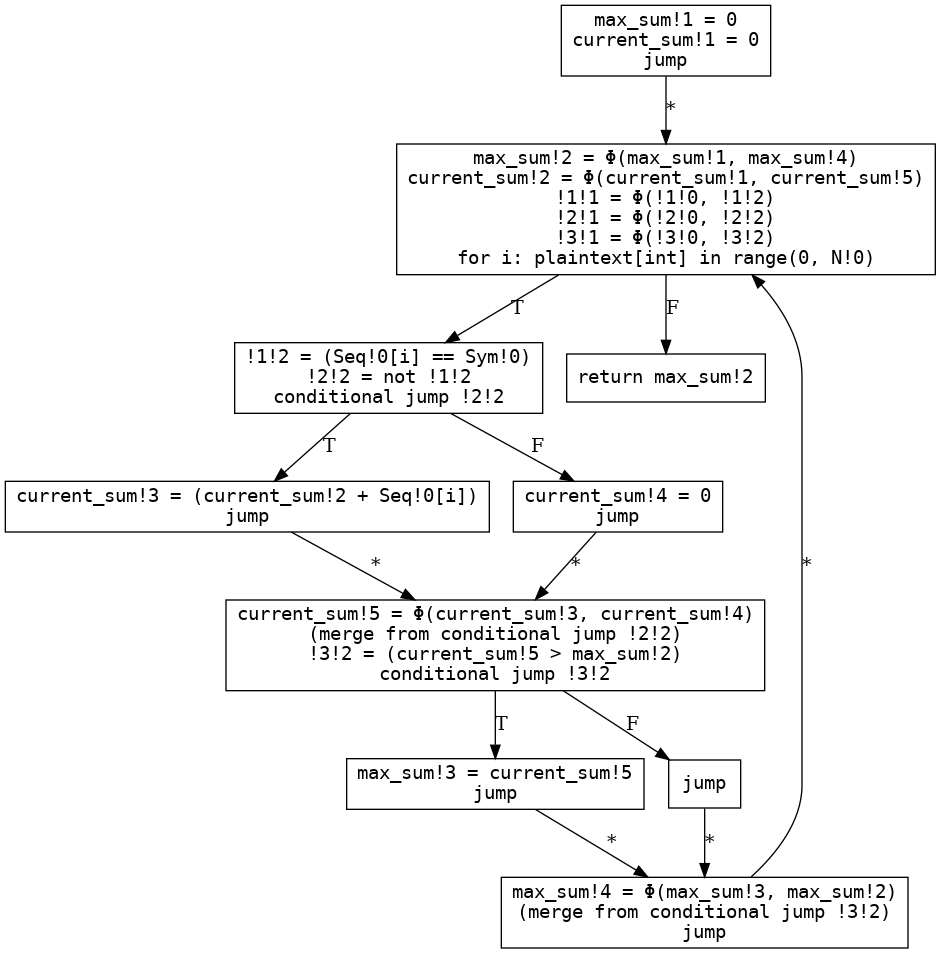 max_sum!1 = 0
current_sum!1 = 0
jump
*
max_sum!2 = Φ(max_sum!1, max_sum!4)
current_sum!2 = Φ(current_sum!1, current_sum!5)
!1!1 = Φ(!1!0, !1!2)
!2!1 = Φ(!2!0, !2!2)
!3!1 = Φ(!3!0, !3!2)
for i: plaintext[int] in range(0, N!0)
T
F
!1!2 = (Seq!0[i] == Sym!0)
!2!2 = not !1!2
conditional jump !2!2
return max_sum!2
T
F
current_sum!3 = (current_sum!2 + Seq!0[i])
jump
current_sum!4 = 0
jump
*
*
*
current_sum!5 = Φ(current_sum!3, current_sum!4)
(merge from conditional jump !2!2)
!3!2 = (current_sum!5 > max_sum!2)
conditional jump !3!2
T
F
max_sum!3 = current_sum!5
jump
jump
*
*
max_sum!4 = Φ(max_sum!3, max_sum!2)
(merge from conditional jump !3!2)
jump